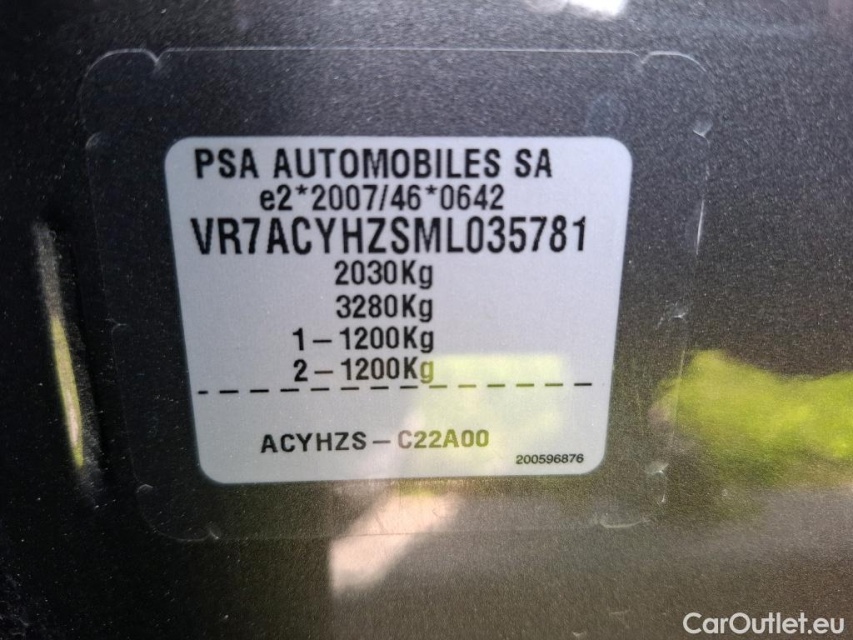 PSA AUTOMOBILES SA
e2*2007/46*0642
VR7ACYHZSML035781
2030Kg
3280Kg
1–1200Kg
2–1200Kg
ACYHZS–C22A00
200596876
CarOutlet.eu